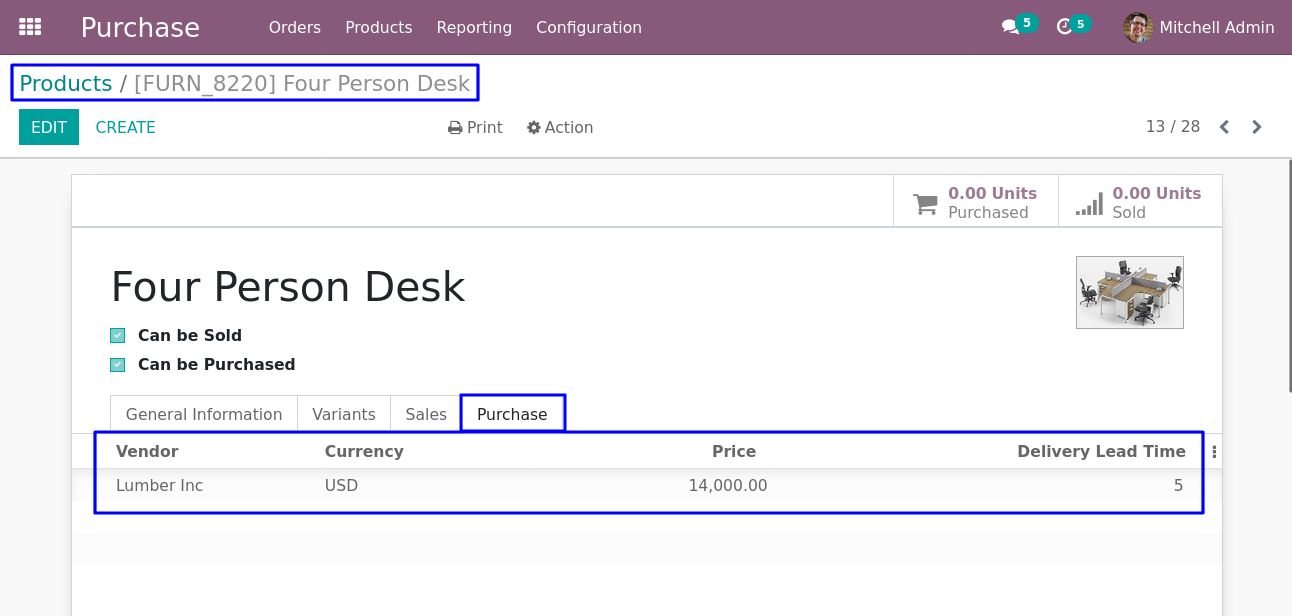 Purchase Orders Products Reporting Configuration 5 5 Mitchell Admin
Products / [FURN_8220] Four Person Desk
EDIT CREATE Print Action 13 / 28
0.00 Units 0.00 Units
Purchased Sold
Four Person Desk
Can be Sold
Can be Purchased
General Information Variants Sales Purchase
Vendor Currency Price Delivery Lead Time
Lumber Inc USD 14,000.00 5